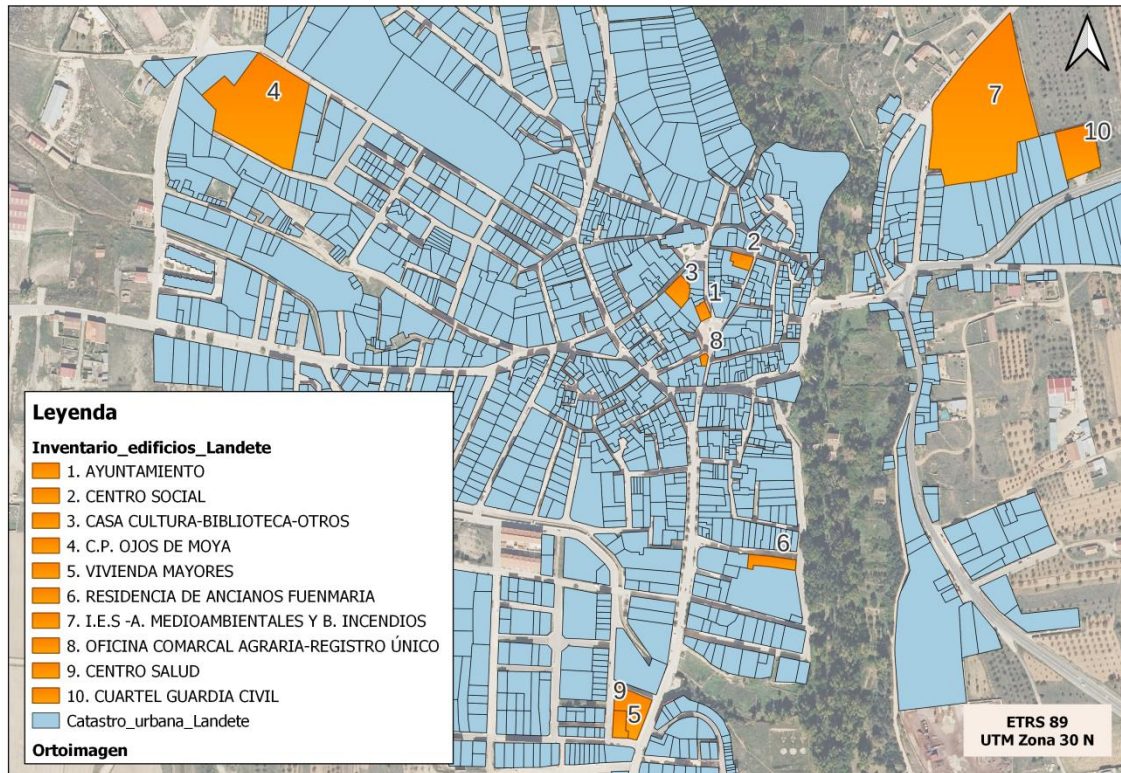 4
7
10
2
3
1
8
6
9
5
Leyenda
Inventario_edificios_Landete
1. AYUNTAMIENTO
2. CENTRO SOCIAL
3. CASA CULTURA-BIBLIOTECA-OTROS
4. C.P. OJOS DE MOYA
5. VIVIENDA MAYORES
6. RESIDENCIA DE ANCIANOS FUENMARIA
7. I.E.S -A. MEDIOAMBIENTALES Y B. INCENDIOS
8. OFICINA COMARCAL AGRARIA-REGISTRO ÚNICO
9. CENTRO SALUD
10. CUARTEL GUARDIA CIVIL
Catastro_urbana_Landete
Ortoimagen
ETRS 89
UTM Zona 30 N